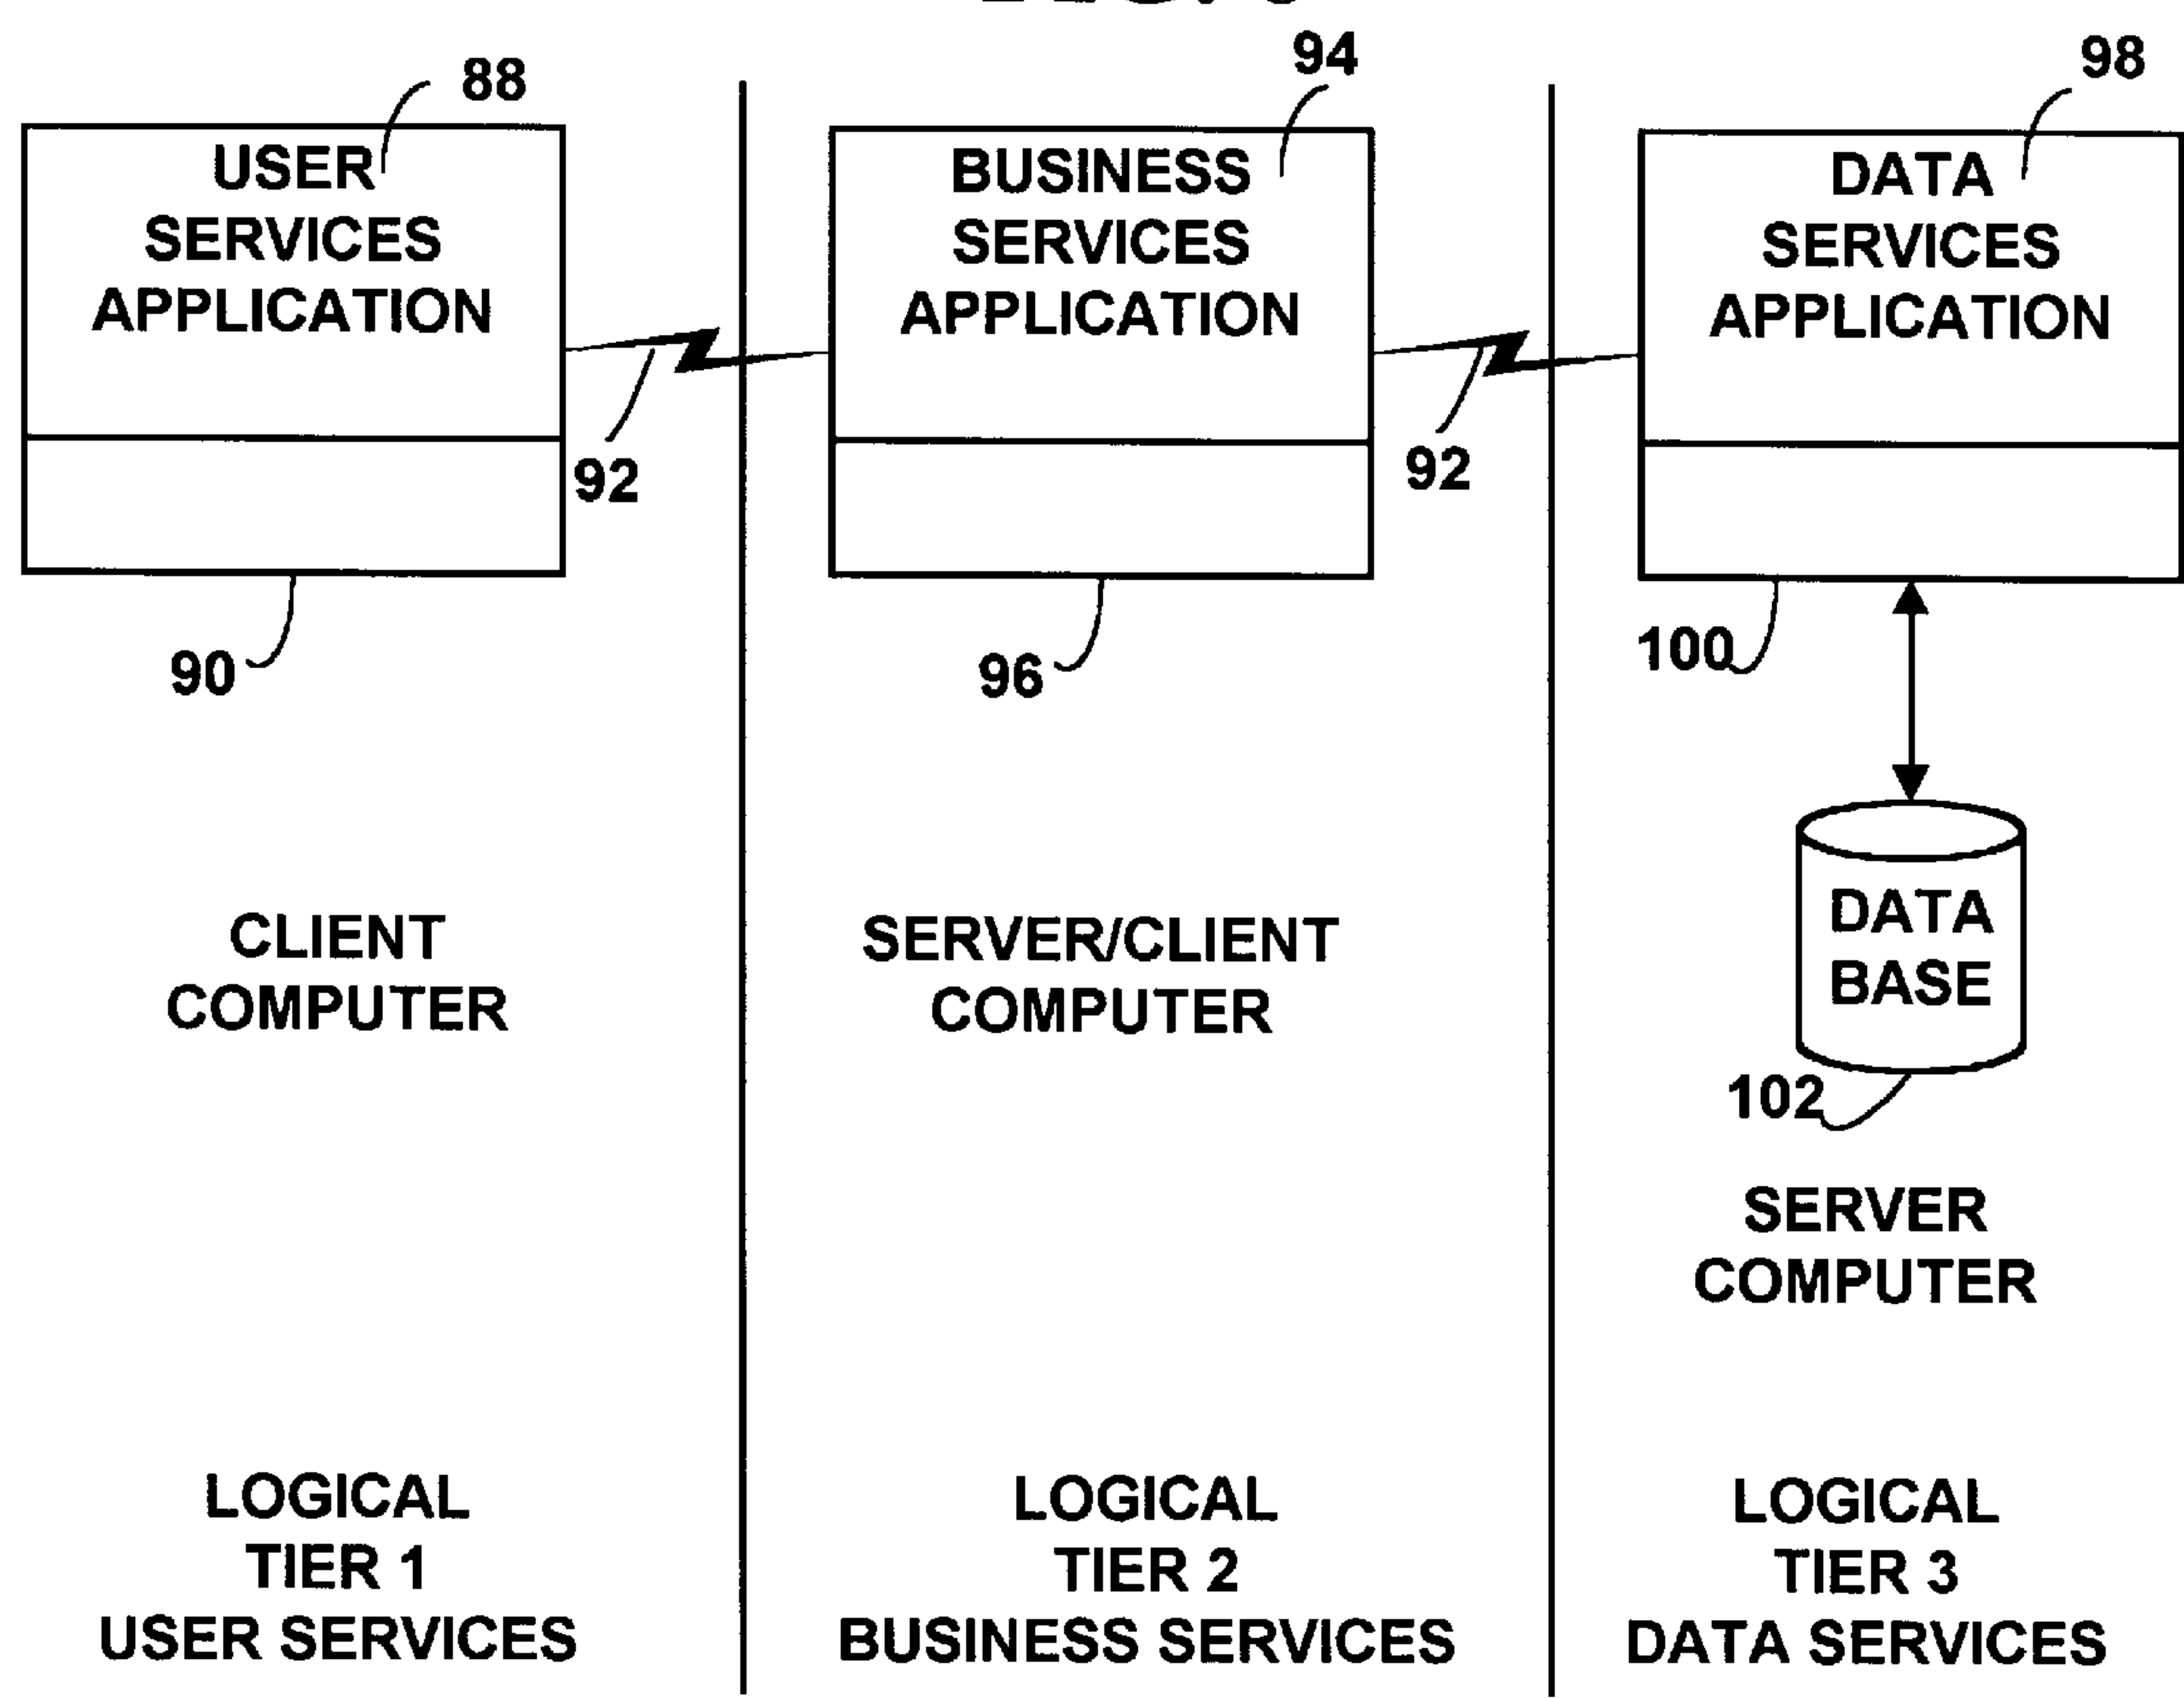 88
94
98
USER
SERVICES
APPLICATION
BUSINESS
SERVICES
APPLICATION
DATA
SERVICES
APPLICATION
92
92
90
96
100
CLIENT
COMPUTER
SERVER/CLIENT
COMPUTER
DATA
BASE
102
SERVER
COMPUTER
LOGICAL
TIER 1
USER SERVICES
LOGICAL
TIER 2
BUSINESS SERVICES
LOGICAL
TIER 3
DATA SERVICES